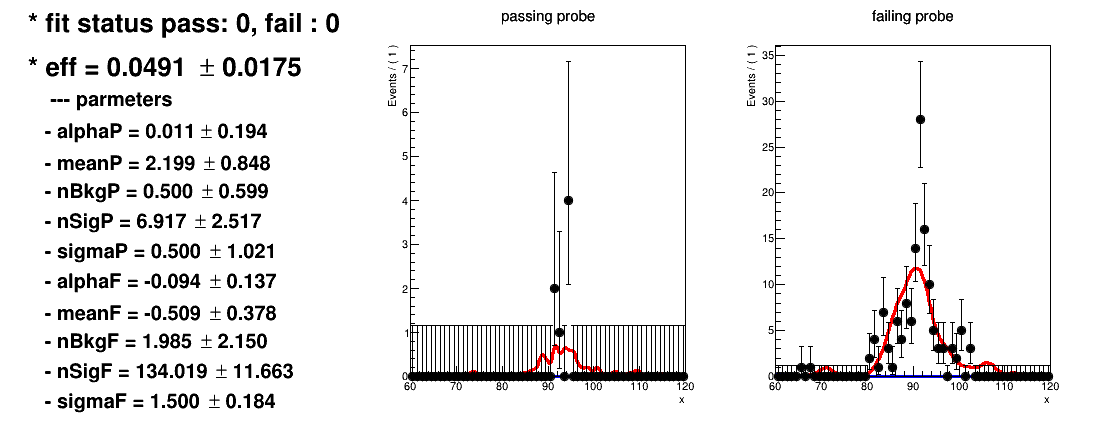 * fit status pass: 0, fail : 0
* eff = 0.0491 ± 0.0175
--- parmeters
- alphaP = 0.011 ± 0.194
- meanP = 2.199 ± 0.848
- nBkgP = 0.500 ± 0.599
- nSigP = 6.917 ± 2.517
- sigmaP = 0.500 ± 1.021
- alphaF = -0.094 ± 0.137
- meanF = -0.509 ± 0.378
- nBkgF = 1.985 ± 2.150
- nSigF = 134.019 ± 11.663
- sigmaF = 1.500 ± 0.184
passing probe
Events / ( 1 )
7
6
5
4
3
2
1
0
60 70 80 90 100 110 120
x
failing probe
Events / ( 1 )
35
30
25
20
15
10
5
0
60 70 80 90 100 110 120
x